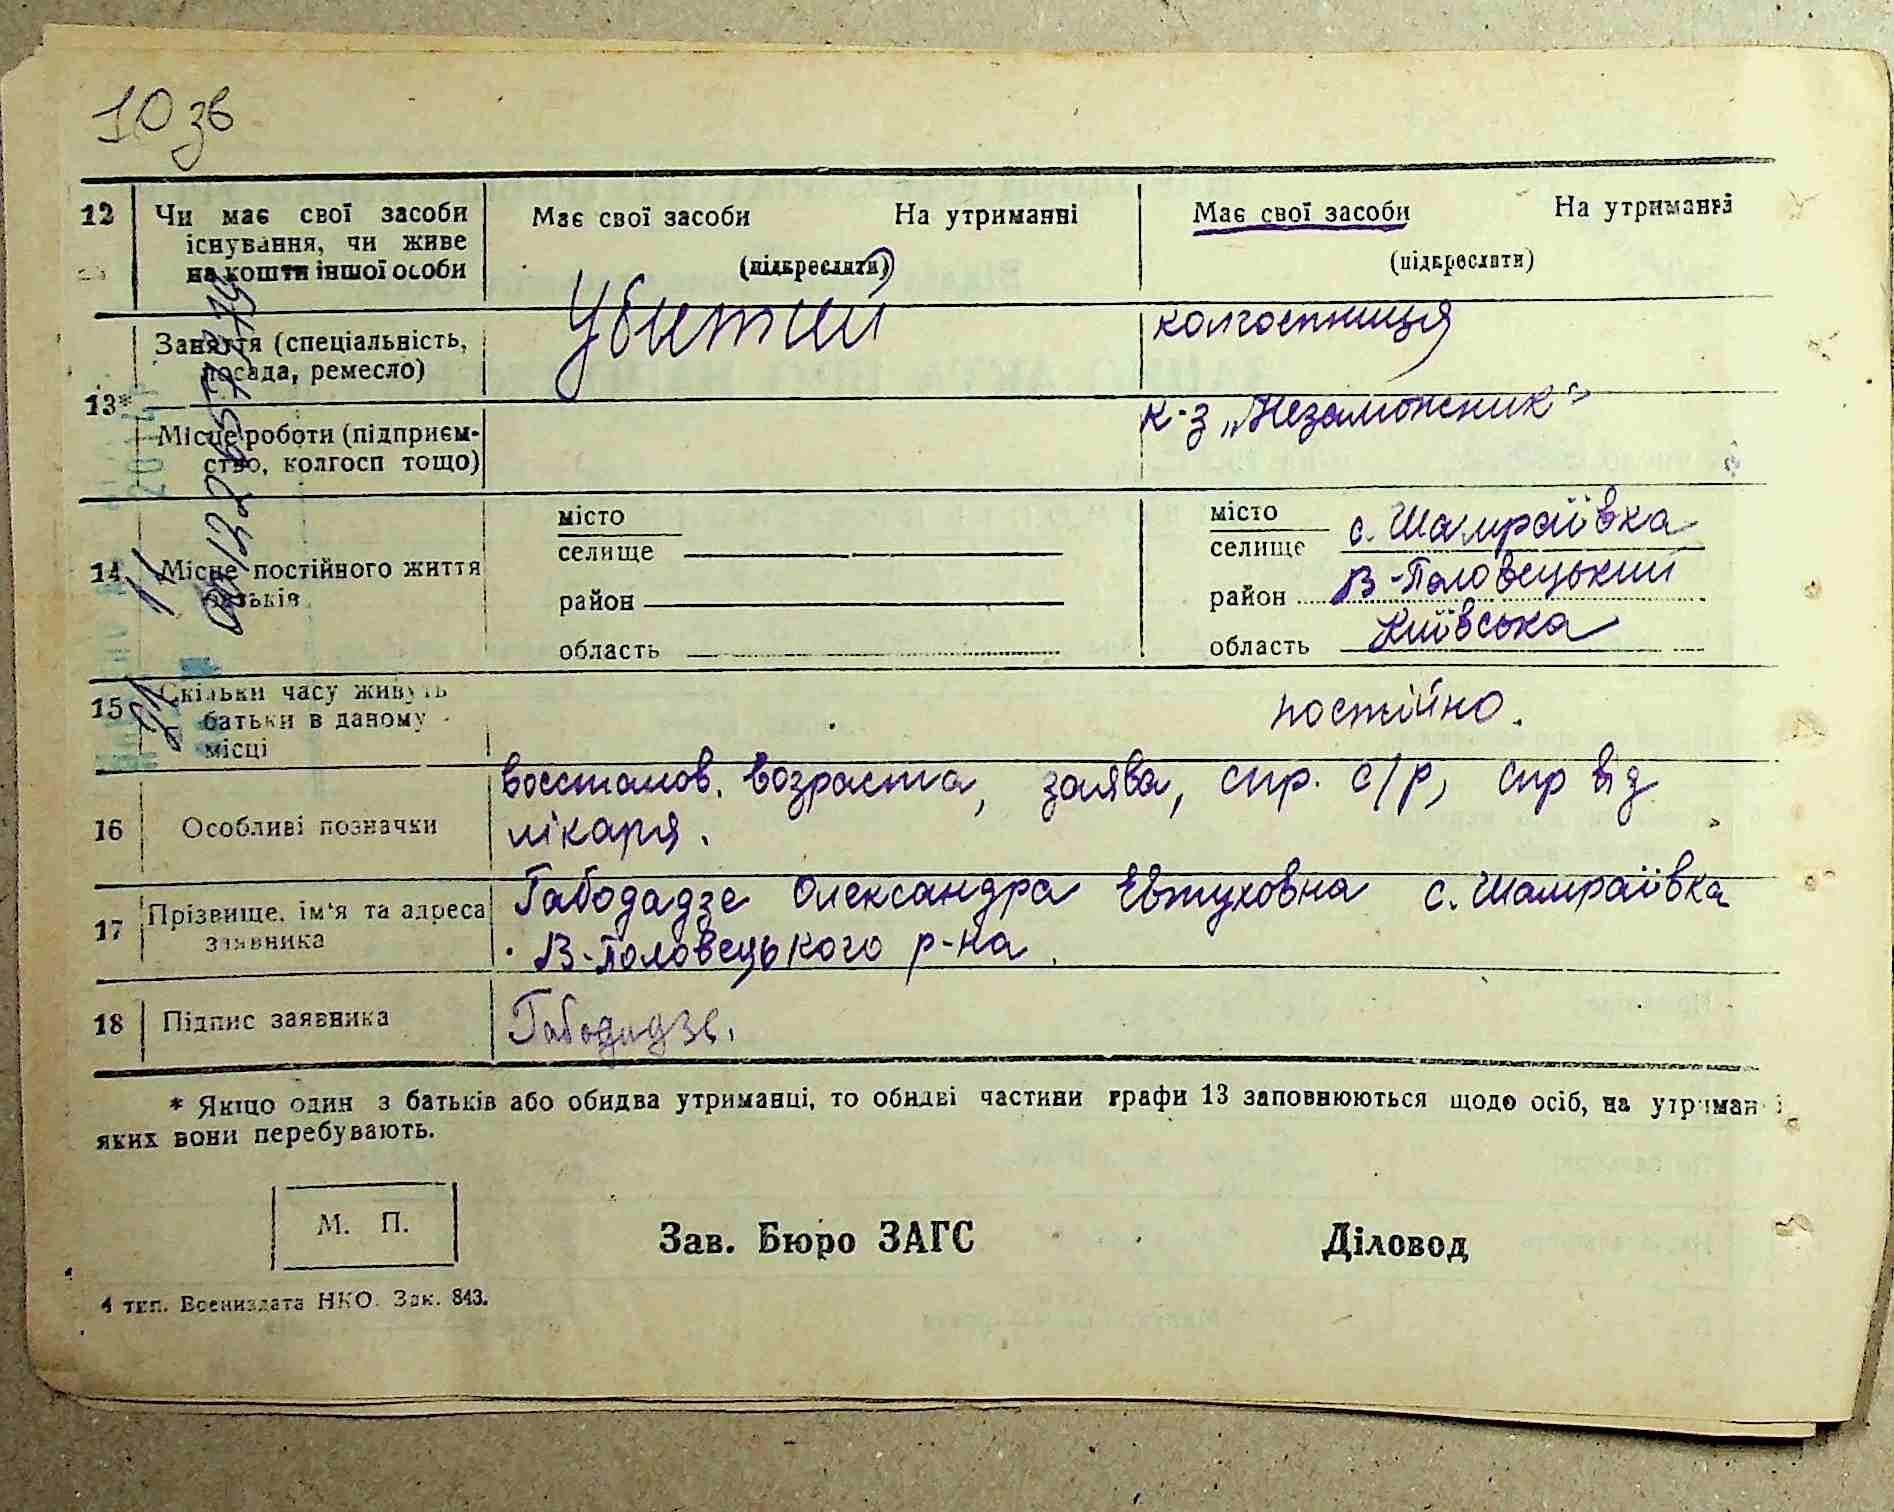 10 зв
12 Чи має свої засоби Має свої засоби На утриманні Має свої засоби На утриманні
існування, чи живе
на кошти іншої особи (підкреслити) (підкреслити)
Заняття (спеціальність, Убитий колгоспниця
посада, ремесло)
13*
Місце роботи (підприєм- к-з „Незаможник"
ство, колгосп тощо)
місто місто
селище селище с. Шамраївка
14 Місце постійного життя
батьків
район район В-Половецький
область область Київська
15 Скільки часу живуть постійно.
батьки в даному
місці
восстанов. возраста, заява, спр. с/р, спр від
16 Особливі позначки лікаря.
17 Прізвище, ім'я та адреса Габодадзе Олександра Евтуховна с. Шамраївка
заявника В-Половецького р-на.
18 Підпис заявника Габодадзе.
* Якщо один з батьків або обидва утриманці, то обидві частини графи 13 заповнюються щодо осіб, на утриман і
яких вони перебувають.
М. П.
Зав. Бюро ЗАГС Діловод
4 тип. Воениздата НКО. Зак. 843.